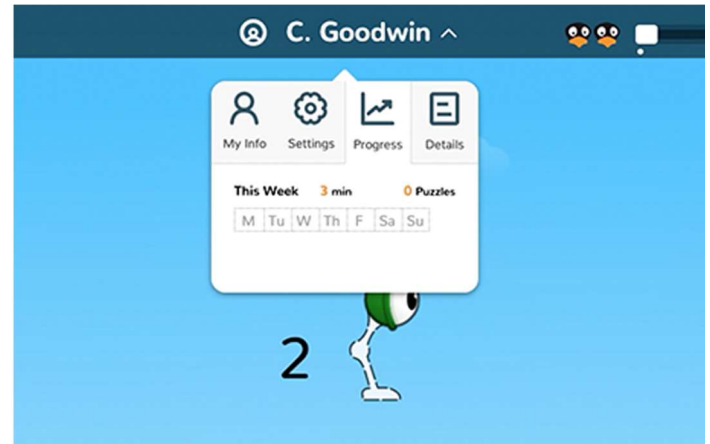 C. Goodwin
My Info Settings Progress Details
This Week 3 min 0 Puzzles
M Tu W Th F Sa Su
2